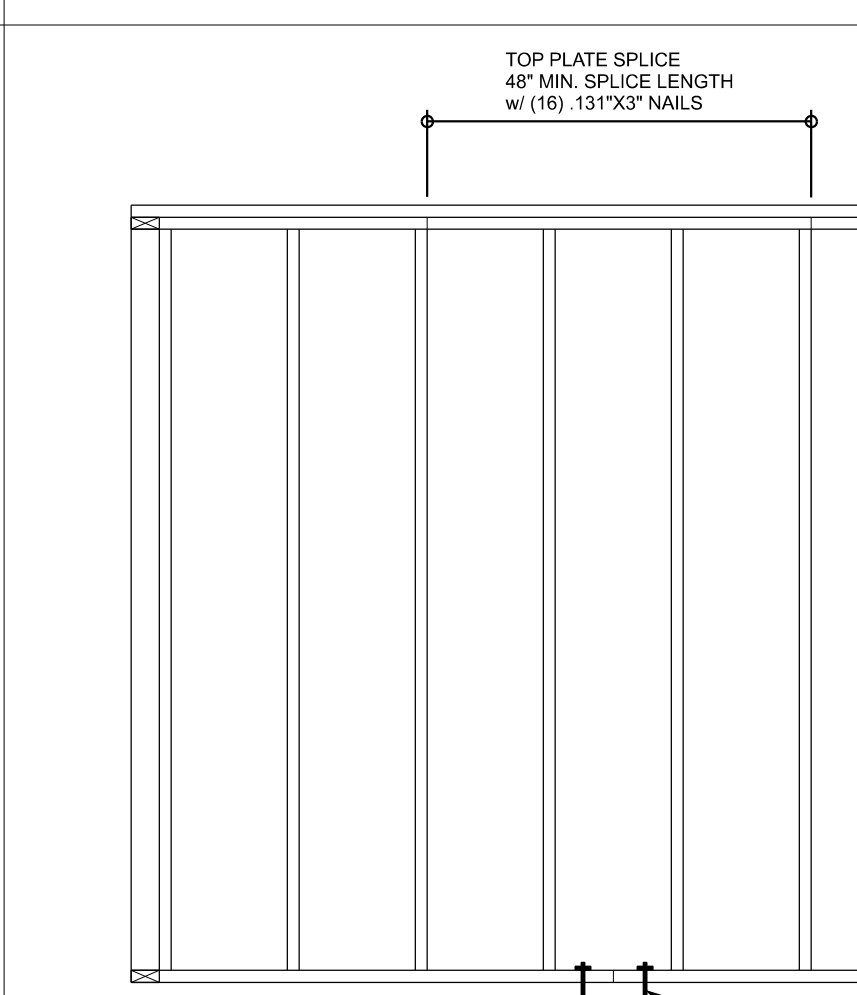 TOP PLATE SPLICE
48" MIN. SPLICE LENGTH
w/ (16) .131"X3" NAILS